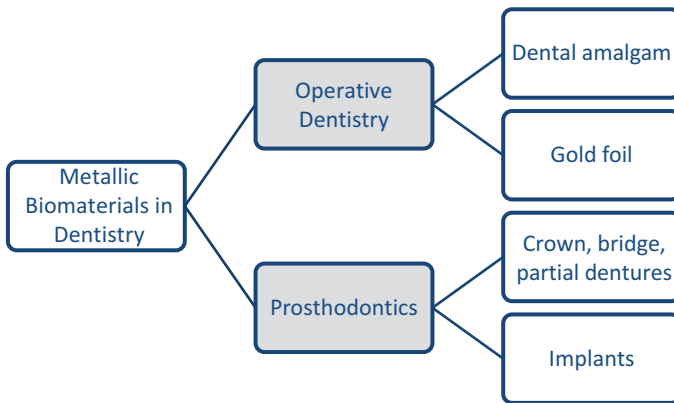 Metallic
Biomaterials in
Dentistry
Operative
Dentistry
Prosthodontics
Dental amalgam
Gold foil
Crown, bridge,
partial dentures
Implants